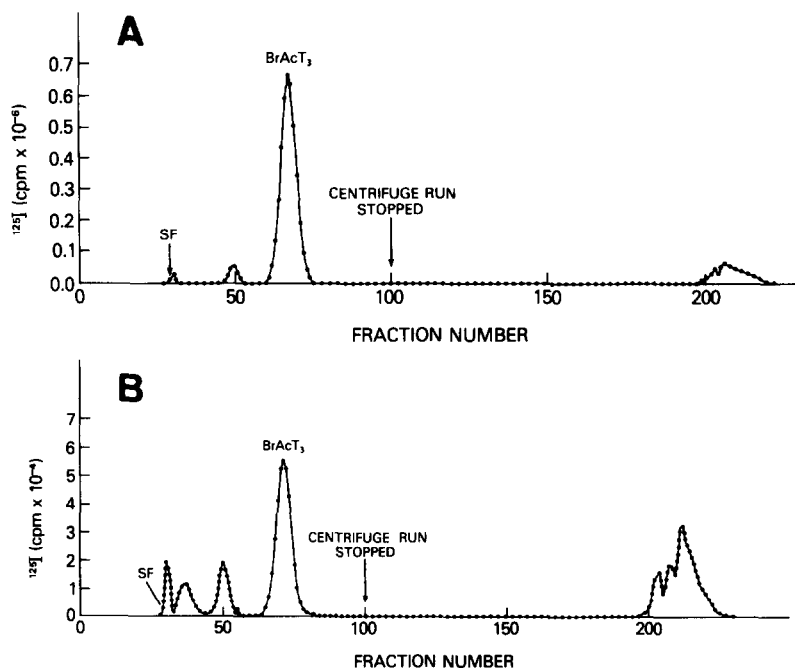 A
BrAcT₃
0.7
0.6
0.5
0.4
0.3
0.2
0.1
0.0
¹²⁵I (cpm x 10⁻⁶)
CENTRIFUGE RUN
STOPPED
SF
0
50
100
150
200
FRACTION NUMBER
B
BrAcT₃
7
6
5
4
3
2
1
0
¹²⁵I (cpm x 10⁻⁴)
CENTRIFUGE RUN
STOPPED
SF
0
50
100
150
200
FRACTION NUMBER